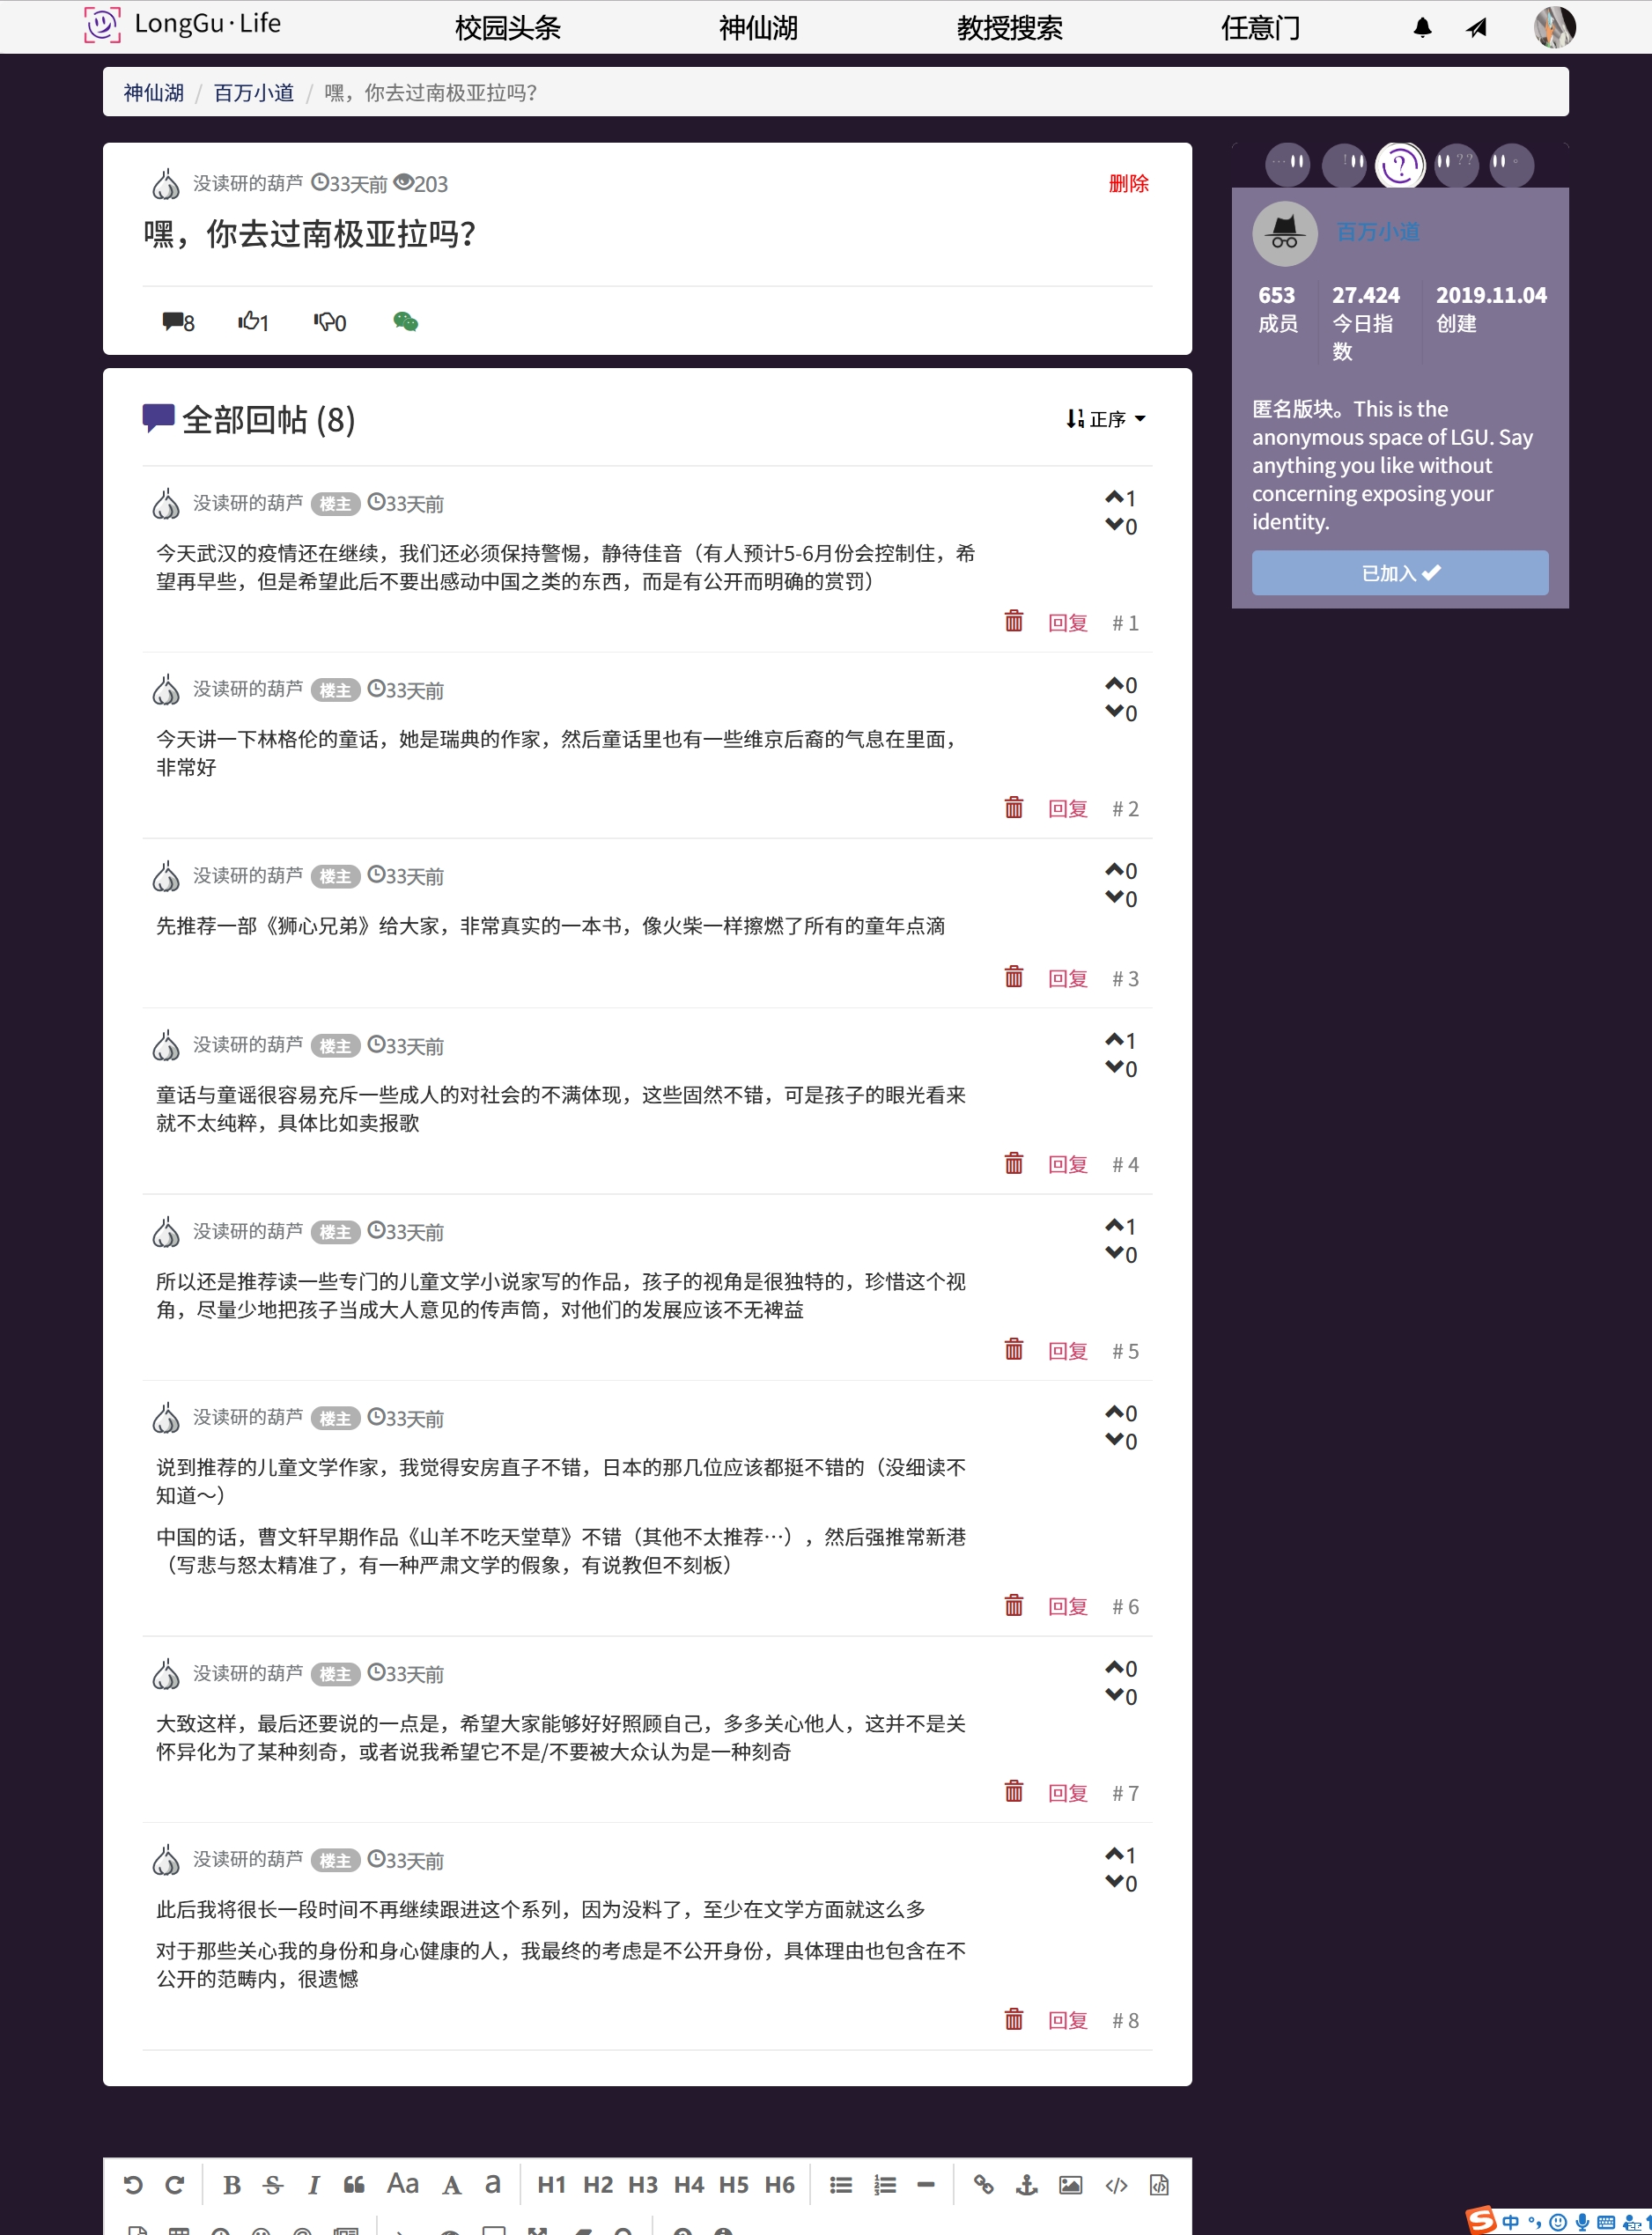 LongGu·Life 校园头条 神仙湖 教授搜索 任意门
神仙湖 / 百万小道 / 嘿，你去过南极亚拉吗？
没读研的葫芦 33天前 203 删除
嘿，你去过南极亚拉吗？
8 1 0
全部回帖 (8) 正序
没读研的葫芦 楼主 33天前 1
0
今天武汉的疫情还在继续，我们还必须保持警惕，静待佳音（有人预计5-6月份会控制住，希
望再早些，但是希望此后不要出感动中国之类的东西，而是有公开而明确的赏罚）
回复 # 1
没读研的葫芦 楼主 33天前 0
0
今天讲一下林格伦的童话，她是瑞典的作家，然后童话里也有一些维京后裔的气息在里面，
非常好
回复 # 2
没读研的葫芦 楼主 33天前 0
0
先推荐一部《狮心兄弟》给大家，非常真实的一本书，像火柴一样擦燃了所有的童年点滴
回复 # 3
没读研的葫芦 楼主 33天前 1
0
童话与童谣很容易充斥一些成人的对社会的不满体现，这些固然不错，可是孩子的眼光看来
就不太纯粹，具体比如卖报歌
回复 # 4
没读研的葫芦 楼主 33天前 1
0
所以还是推荐读一些专门的儿童文学小说家写的作品，孩子的视角是很独特的，珍惜这个视
角，尽量少地把孩子当成大人意见的传声筒，对他们的发展应该不无裨益
回复 # 5
没读研的葫芦 楼主 33天前 0
0
说到推荐的儿童文学作家，我觉得安房直子不错，日本的那几位应该都挺不错的（没细读不
知道～）
中国的话，曹文轩早期作品《山羊不吃天堂草》不错（其他不太推荐…），然后强推常新港
（写悲与怒太精准了，有一种严肃文学的假象，有说教但不刻板）
回复 # 6
没读研的葫芦 楼主 33天前 0
0
大致这样，最后还要说的一点是，希望大家能够好好照顾自己，多多关心他人，这并不是关
怀异化为了某种刻奇，或者说我希望它不是/不要被大众认为是一种刻奇
回复 # 7
没读研的葫芦 楼主 33天前 1
0
此后我将很长一段时间不再继续跟进这个系列，因为没料了，至少在文学方面就这么多
对于那些关心我的身份和身心健康的人，我最终的考虑是不公开身份，具体理由也包含在不
公开的范畴内，很遗憾
回复 # 8
百万小道
653 27.424 2019.11.04
成员 今日指 创建
数
匿名版块。This is the
anonymous space of LGU. Say
anything you like without
concerning exposing your
identity.
已加入
B S I Aa A a H1 H2 H3 H4 H5 H6
S 中